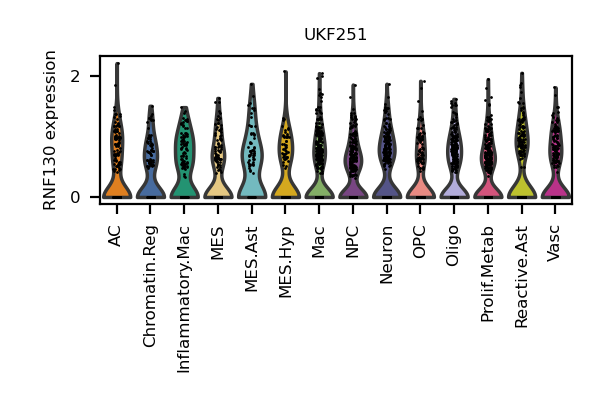 UKF251
RNF130 expression
2
0
AC
Chromatin.Reg
Inflammatory.Mac
MES
MES.Ast
MES.Hyp
Mac
NPC
Neuron
OPC
Oligo
Prolif.Metab
Reactive.Ast
Vasc